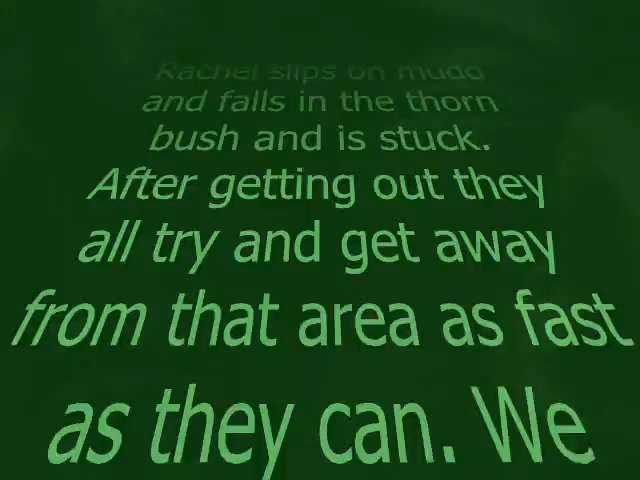 Rachel slips on mudd
and falls in the thorn
bush and is stuck.
After getting out they
all try and get away
from that area as fast
as they can. We